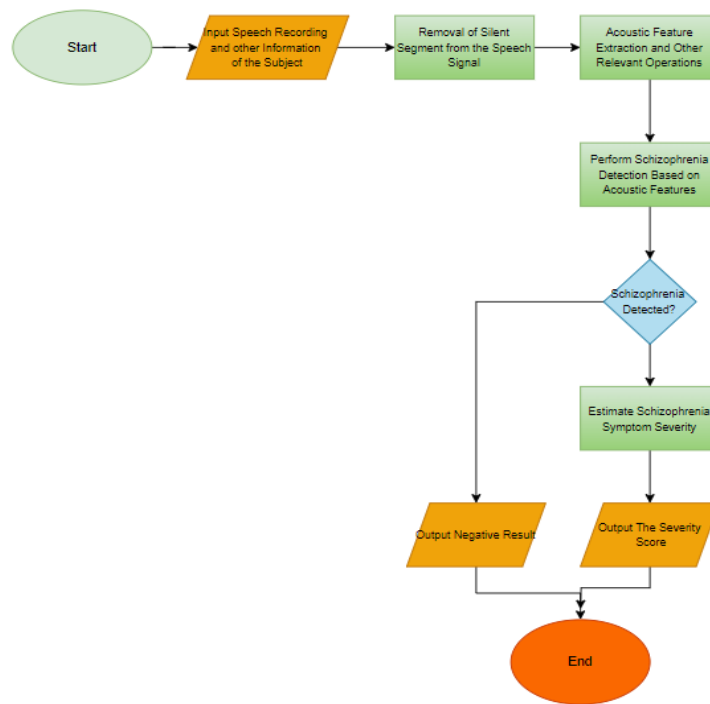 Start
Input Speech Recording
and other Information
of the Subject
Removal of Silent
Segment from the Speech
Signal
Acoustic Feature
Extraction and Other
Relevant Operations
Perform Schizophrenia
Detection Based on
Acoustic Features
Schizophrenia
Detected?
Estimate Schizophrenia
Symptom Severity
Output Negative Result
Output The Severity
Score
End